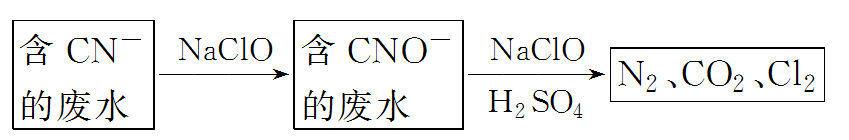 含 CN⁻
的废水
NaClO
含 CNO⁻
的废水
NaClO
H₂SO₄
N₂、CO₂、Cl₂